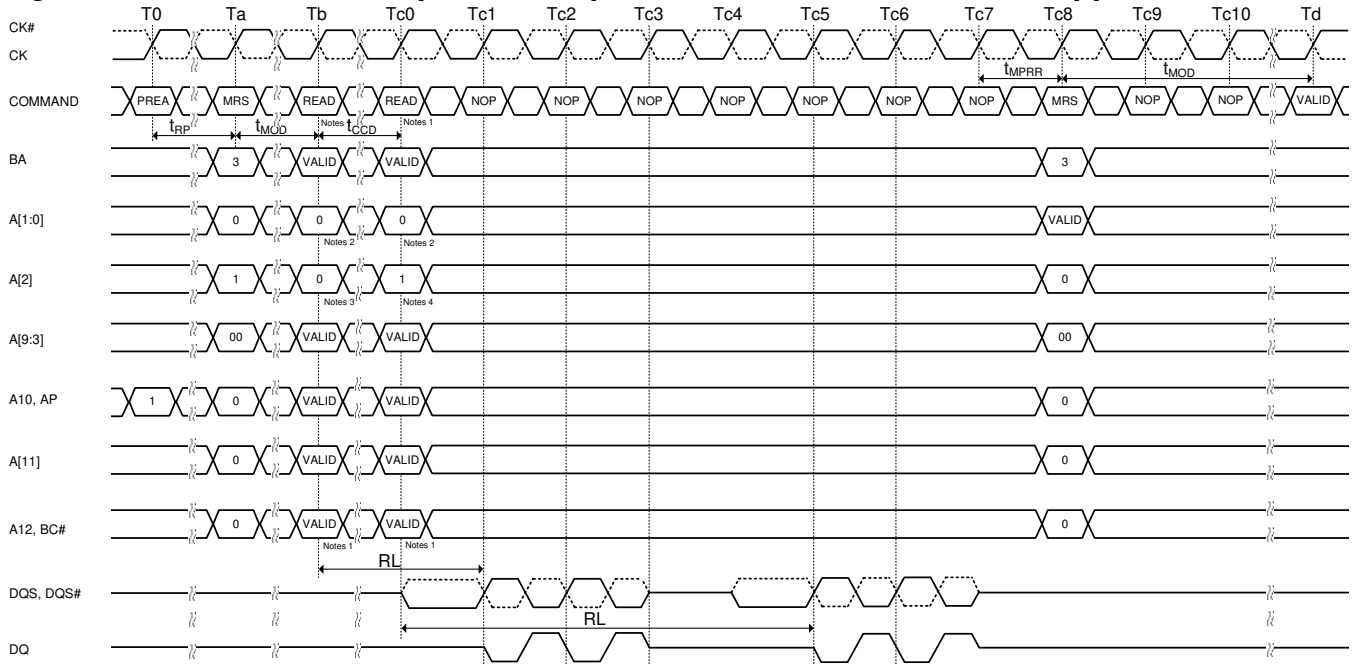 T0 Ta Tb Tc0 Tc1 Tc2 Tc3 Tc4 Tc5 Tc6 Tc7 Tc8 Tc9 Tc10 Td
CK#
CK
tMPRR tMOD
COMMAND PREA MRS READ READ NOP NOP NOP NOP NOP NOP NOP MRS NOP NOP VALID
Notes 1
tRP tMOD tCCD
BA 3 VALID VALID 3
A[1:0] 0 0 0 VALID
Notes 2 Notes 2
A[2] 1 0 1 0
Notes 3 Notes 4
A[9:3] 00 VALID VALID 00
A10, AP 1 0 VALID VALID 0
A[11] 0 VALID VALID 0
A12, BC# 0 VALID VALID 0
Notes 1 Notes 1
RL
DQS, DQS#
RL
DQ